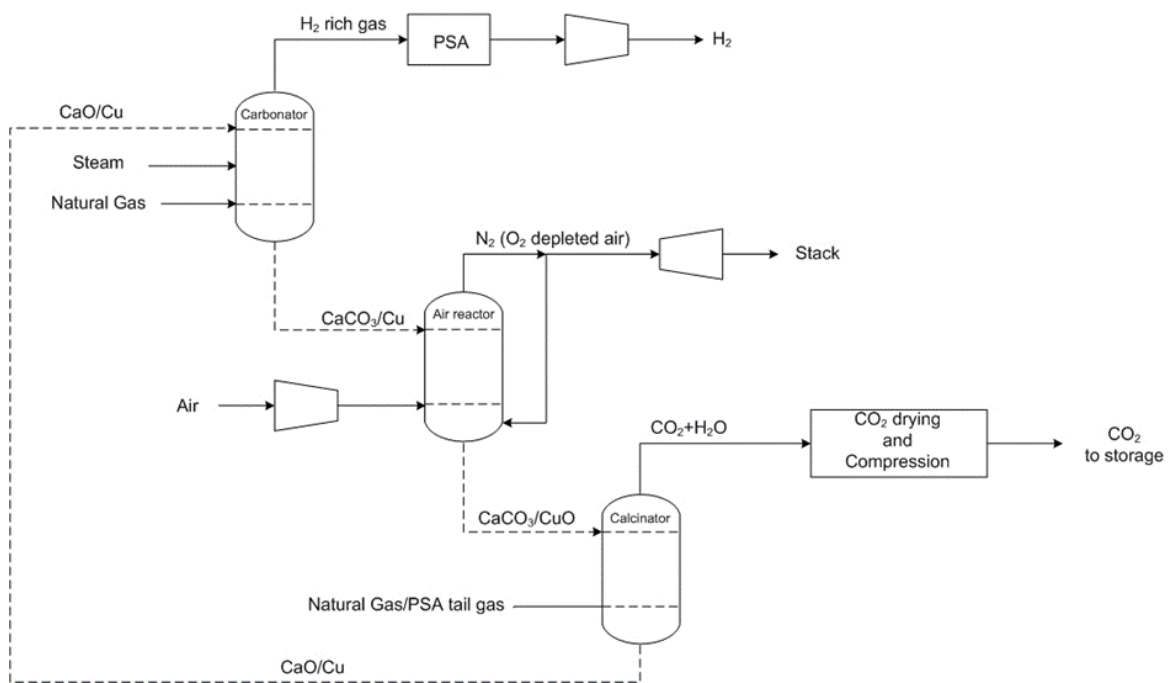 H₂ rich gas
PSA
H₂
CaO/Cu
Carbonator
Steam
Natural Gas
N₂ (O₂ depleted air)
Stack
CaCO₃/Cu
Air reactor
Air
CO₂+H₂O
CO₂ drying
and
Compression
CO₂
to storage
CaCO₃/CuO
Calcinator
Natural Gas/PSA tail gas
CaO/Cu